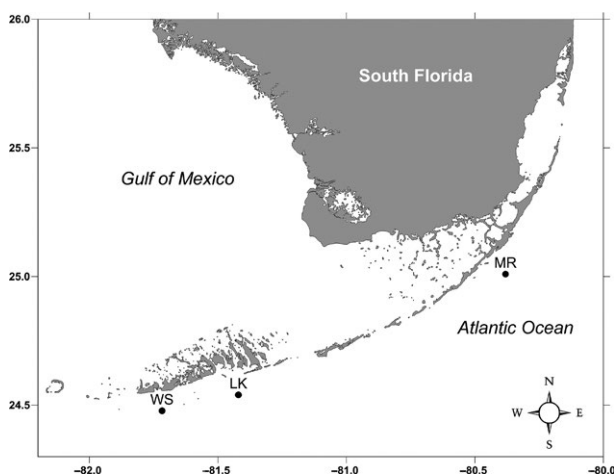 26.0
South Florida
25.5
Gulf of Mexico
MR
25.0
Atlantic Ocean
N
LK
WS
W E
24.5
S
−82.0 −81.5 −81.0 −80.5 −80.0